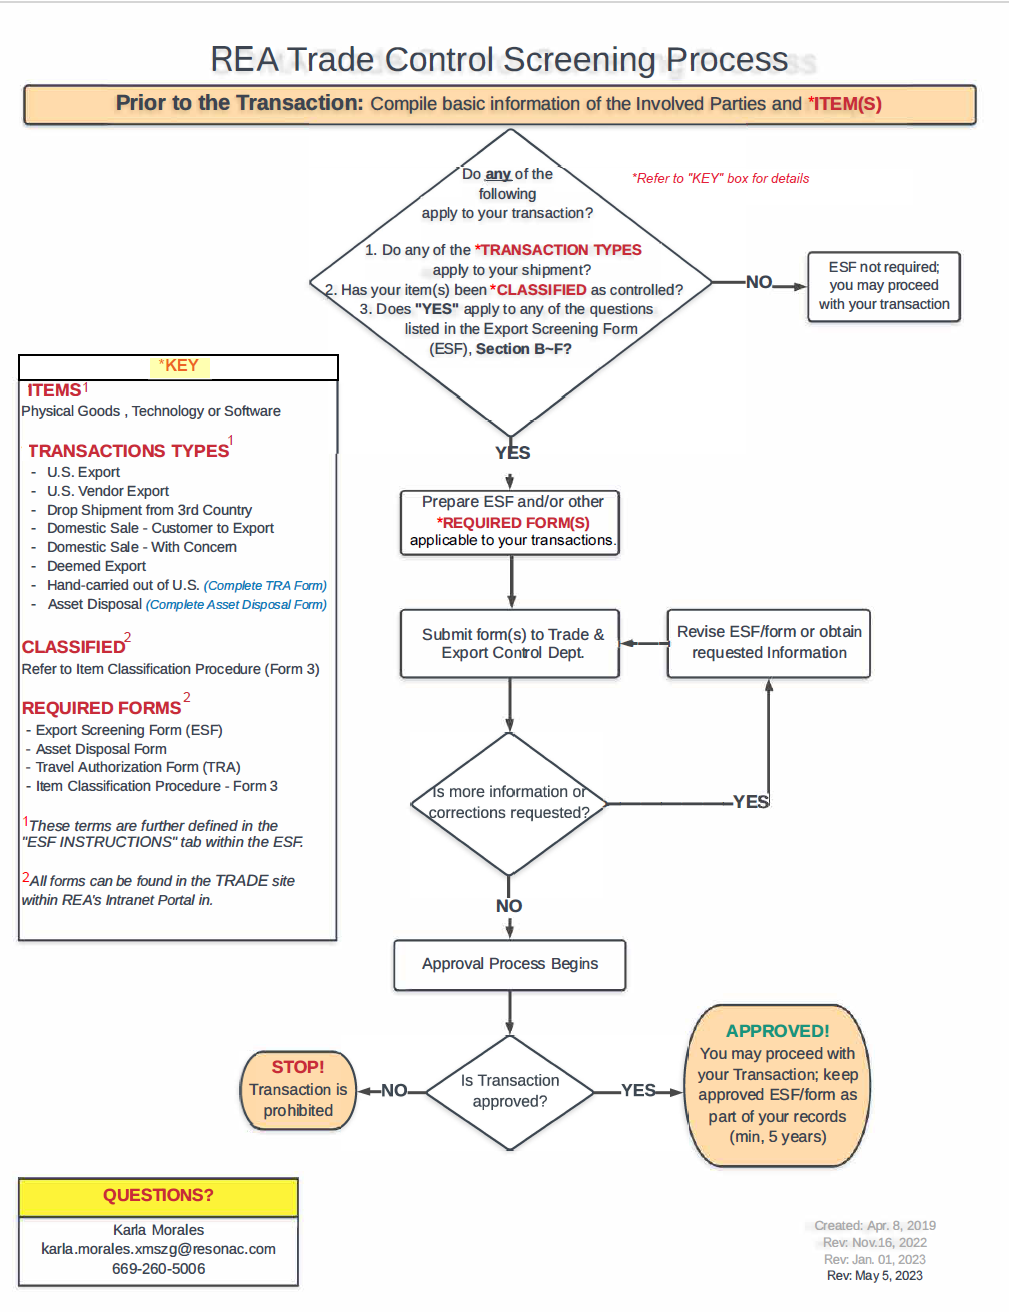 REA Trade Control Screening Process
Prior to the Transaction: Compile basic information of the Involved Parties and *ITEM(S)
*Refer to "KEY" box for details
Do any of the
following
apply to your transaction?
1. Do any of the *TRANSACTION TYPES
apply to your shipment?
2. Has your item(s) been *CLASSIFIED as controlled?
3. Does "YES" apply to any of the questions
listed in the Export Screening Form
(ESF), Section B~F?
NO
ESF not required;
you may proceed
with your transaction
YES
Prepare ESF and/or other
*REQUIRED FORM(S)
applicable to your transactions.
Submit form(s) to Trade &
Export Control Dept.
Revise ESF/form or obtain
requested Information
Is more information or
corrections requested?
YES
NO
Approval Process Begins
Is Transaction
approved?
NO
STOP!
Transaction is
prohibited
YES
APPROVED!
You may proceed with
your Transaction; keep
approved ESF/form as
part of your records
(min, 5 years)
*KEY
ITEMS1
Physical Goods , Technology or Software
TRANSACTIONS TYPES1
- U.S. Export
- U.S. Vendor Export
- Drop Shipment from 3rd Country
- Domestic Sale - Customer to Export
- Domestic Sale - With Concern
- Deemed Export
- Hand-carried out of U.S. (Complete TRA Form)
- Asset Disposal (Complete Asset Disposal Form)
CLASSIFIED2
Refer to Item Classification Procedure (Form 3)
REQUIRED FORMS2
- Export Screening Form (ESF)
- Asset Disposal Form
- Travel Authorization Form (TRA)
- Item Classification Procedure - Form 3
1These terms are further defined in the
"ESF INSTRUCTIONS" tab within the ESF.
2All forms can be found in the TRADE site
within REA's Intranet Portal in.
QUESTIONS?
Karla Morales
karla.morales.xmszg@resonac.com
669-260-5006
Created: Apr. 8, 2019
Rev: Nov.16, 2022
Rev: Jan. 01, 2023
Rev: May 5, 2023